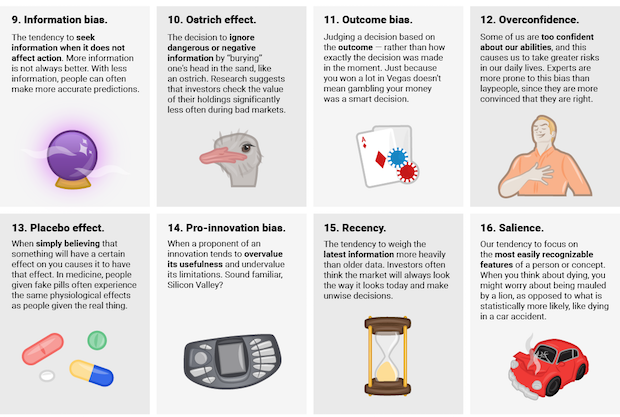 9. Information bias.
The tendency to seek
information when it does not
affect action. More information
is not always better. With less
information, people can often
make more accurate predictions.
10. Ostrich effect.
The decision to ignore
dangerous or negative
information by "burying"
one's head in the sand, like
an ostrich. Research suggests
that investors check the value
of their holdings significantly
less often during bad markets.
11. Outcome bias.
Judging a decision based on
the outcome — rather than how
exactly the decision was
made in the moment. Just because
you won a lot in Vegas doesn't
mean gambling your money
was a smart decision.
A
12. Overconfidence.
Some of us are too confident
about our abilities, and this
causes us to take greater risks
in our daily lives. Experts are
more prone to this bias than
laypeople, since they are more
convinced that they are right.
13. Placebo effect.
When simply believing that
something will have a certain
effect on you causes it to have
that effect. In medicine, people
given fake pills often experience
the same physiological effects
as people given the real thing.
14. Pro-innovation bias.
When a proponent of an
innovation tends to overvalue
its usefulness and undervalue
its limitations. Sound familiar,
Silicon Valley?
15. Recency.
The tendency to weigh the
latest information more heavily
than older data. Investors often
think the market will always look
the way it looks today and make
unwise decisions.
16. Salience.
Our tendency to focus on
the most easily recognizable
features of a person or concept.
When you think about dying, you
might worry about being mauled
by a lion, as opposed to what is
statistically more likely, like dying
in a car accident.